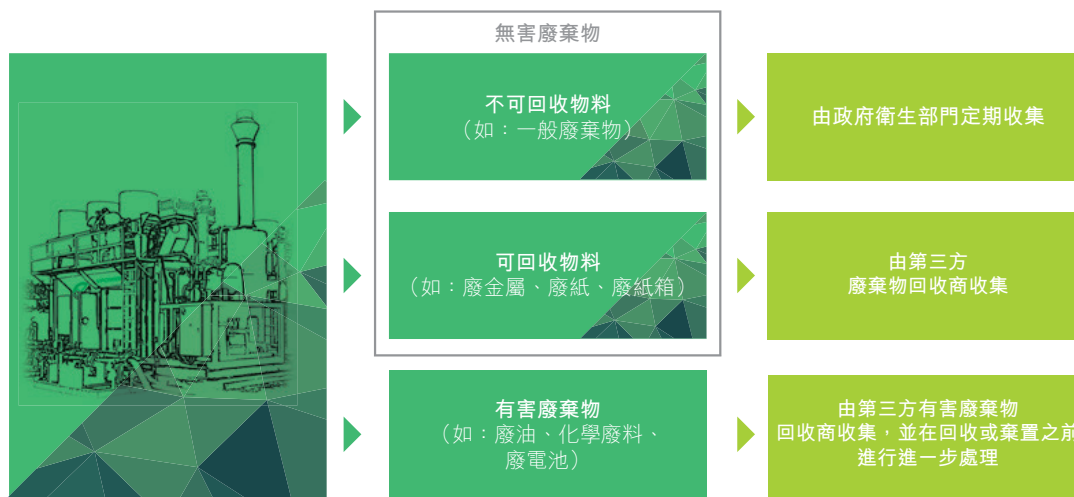 無害廢棄物
不可回收物料
（如：一般廢棄物）
由政府衛生部門定期收集
可回收物料
（如：廢金屬、廢紙、廢紙箱）
由第三方
廢棄物回收商收集
有害廢棄物
（如：廢油、化學廢料、
廢電池）
由第三方有害廢棄物
回收商收集，並在回收或棄置之前
進行進一步處理